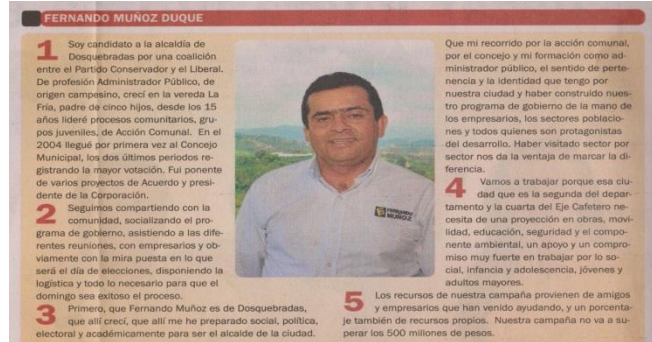 FERNANDO MUÑOZ DUQUE
1 Soy candidato a la alcaldía de
Dosquebradas por una coalición
entre el Partido Conservador y el Liberal.
De profesión Administrador Público, de
origen campesino, crecí en la vereda La
Fría, padre de cinco hijos, desde los 15
años lideré procesos comunitarios, gru-
pos juveniles, de Acción Comunal. En el
2004 llegué por primera vez al Concejo
Municipal, los dos últimos periodos re-
gistrando la mayor votación. Fui ponente
de varios proyectos de Acuerdo y presi-
dente de la Corporación.
2 Seguimos compartiendo con la
comunidad, socializando el pro-
grama de gobierno, asistiendo a las dife-
rentes reuniones, con empresarios y ob-
viamente con la mira puesta en lo que
será el día de elecciones, disponiendo la
logística y todo lo necesario para que el
domingo sea exitoso el proceso.
3 Primero, que Fernando Muñoz es de Dosquebradas,
que allí crecí, que allí me he preparado social, política,
electoral y académicamente para ser el alcalde de la ciudad.
FERNANDO
MUÑOZ
Que mi recorrido por la acción comunal,
por el concejo y mi formación como ad-
ministrador público, el sentido de perte-
nencia y la identidad que tengo por
nuestra ciudad y haber construido nues-
tro programa de gobierno de la mano de
los empresarios, los sectores poblacio-
nes y todos quienes son protagonistas
del desarrollo. Haber visitado sector por
sector nos da la ventaja de marcar la di-
ferencia.
4 Vamos a trabajar porque esa ciu-
dad que es la segunda del depar-
tamento y la cuarta del Eje Cafetero ne-
cesita de una proyección en obras, movi-
lidad, educación, seguridad y el compo-
nente ambiental, un apoyo y un compro-
miso muy fuerte en trabajar por lo so-
cial, infancia y adolescencia, jóvenes y
adultos mayores.
5 Los recursos de nuestra campaña provienen de amigos
y empresarios que han venido ayudando, y un porcenta-
je también de recursos propios. Nuestra campaña no va a su-
perar los 500 millones de pesos.